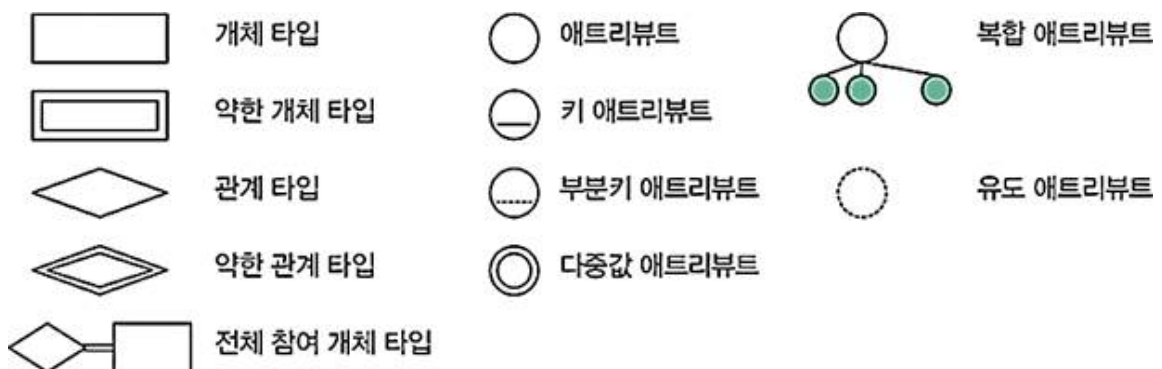 개체 타입
애트리뷰트
복합 애트리뷰트
약한 개체 타입
키 애트리뷰트
관계 타입
부분키 애트리뷰트
유도 애트리뷰트
약한 관계 타입
다중값 애트리뷰트
전체 참여 개체 타입